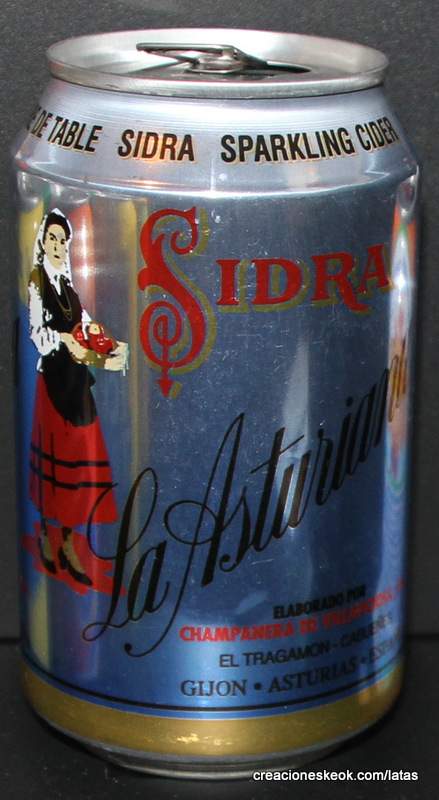 DE TABLE SIDRA SPARKLING CIDER
SIDRA
La Asturiana
ELABORADO POR
CHAMPANERA DE
EL TRAGAMON - CABUEÑES
GIJON • ASTURIAS •
creacioneskeok.com/latas